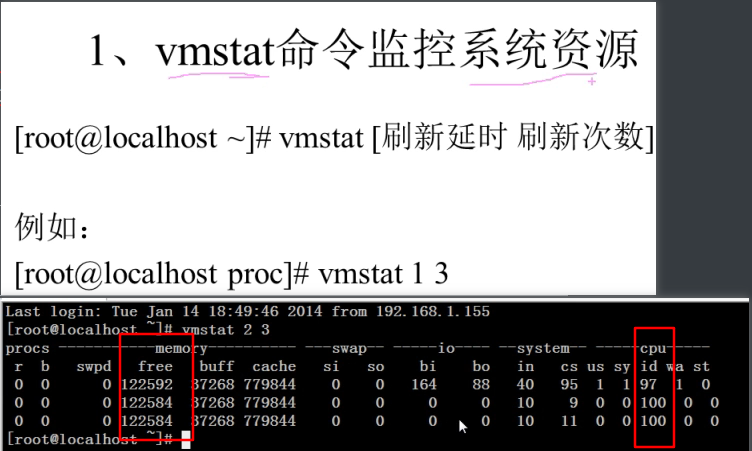 1、vmstat命令监控系统资源
[root@localhost ~]# vmstat [刷新延时 刷新次数]
例如：
[root@localhost proc]# vmstat 1 3
Last login: Tue Jan 14 18:49:46 2014 from 192.168.1.155
[root@localhost ~]# vmstat 2 3
procs -----------memory---------- ---swap-- -----io---- --system-- -----cpu-----
r b swpd free buff cache si so bi bo in cs us sy id wa st
0 0 0 122592 37268 779844 0 0 164 88 40 95 1 1 97 1 0
0 0 0 122584 37268 779844 0 0 0 0 10 9 0 0 100 0 0
0 0 0 122584 37268 779844 0 0 0 0 10 11 0 0 100 0 0
[root@localhost ~]#